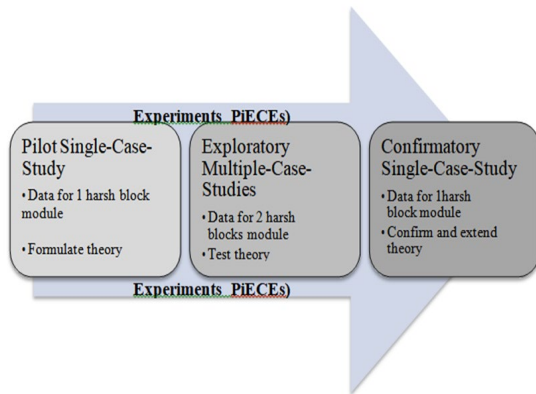 Experiments PiECEs)
Pilot Single-Case-
Study
• Data for 1 harsh block
module
• Formulate theory
Exploratory
Multiple-Case-
Studies
• Data for 2 harsh
blocks module
• Test theory
Confirmatory
Single-Case-Study
• Data for 1harsh
block module
• Confirm and extend
theory
Experiments PiECEs)